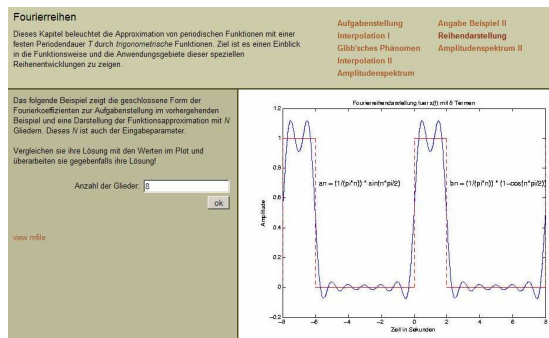 Fourierreihen
Dieses Kapitel beleuchtet die Approximation von periodischen Funktionen mit einer
festen Periodendauer T durch trigonometrische Funktionen. Ziel ist es einen Einblick
in die Funktionsweise und die Anwendungsgebiete dieser speziellen
Reihenentwicklungen zu zeigen.
Aufgabenstellung
Interpolation I
Gibb'sches Phänomen
Interpolation II
Amplitudenspektrum
Angabe Beispiel II
Reihendarstellung
Amplitudenspektrum II
Das folgende Beispiel zeigt die geschlossene Form der
Fourierkoeffizienten zur Aufgabenstellung im vorhergehenden
Beispiel und eine Darstellung der Funktionsapproximation mit N
Gliedern. Dieses N ist auch der Eingabeparameter.
Vergleichen sie ihre Lösung mit den Werten im Plot und
überarbeiten sie gegebenfalls ihre Lösung!
Anzahl der Glieder: 8
ok
view mfile
Fourierreihendarstellung fuer x(t) mit 8 Termen
1.2
1
0.8
0.6
0.4
0.2
0
-0.2
Amplitude
an = (1/(pi*n)) * sin(n*pi/2)
bn = (1/(pi*n)) * (1-cos(n*pi/2))
-8 -6 -4 -2 0 2 4 6 8
Zeit in Sekunden